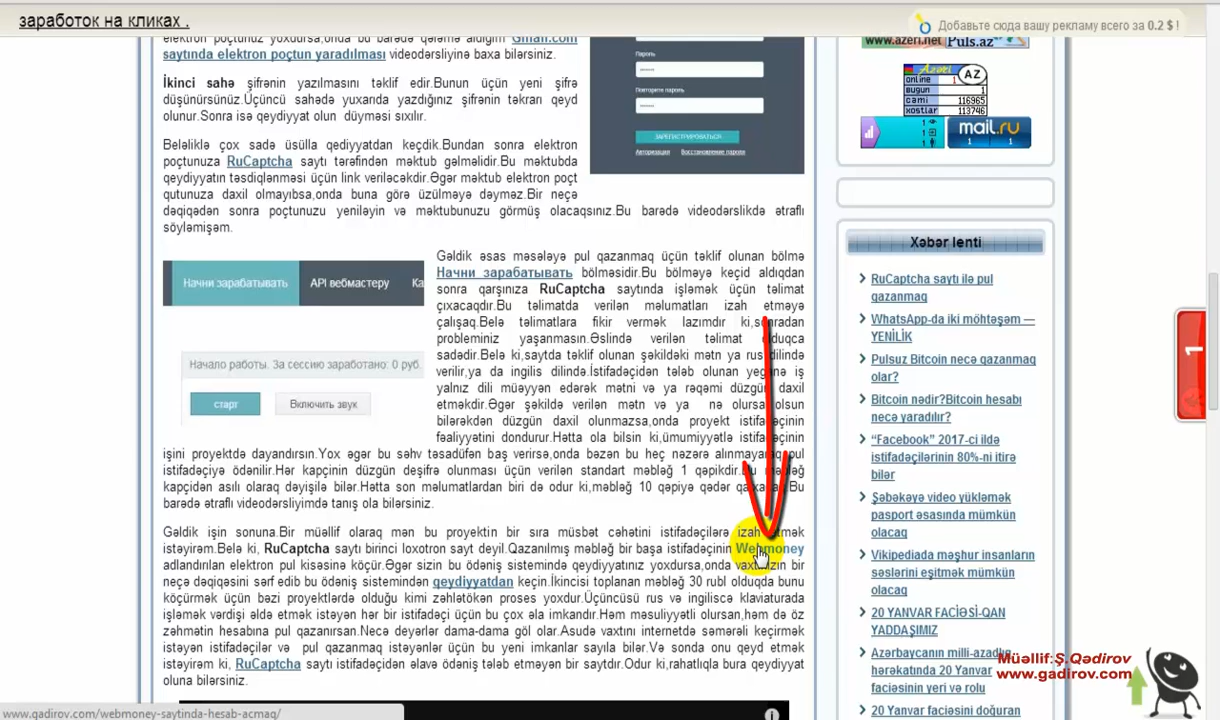 заработок на кликах .
Добавьте сюда вашу рекламу всего за 0.2 $ !
elektron poçtunuz yoxdursa,onda bu barədə qələmə aldığım Gmail.com
saytında elektron poçtun yaradılması videodərsliyinə baxa bilərsiniz.
İkinci sahə şifrənin yazılmasını təklif edir.Bunun üçün yeni şifrə
düşünürsünüz.Üçüncü sahədə yuxarıda yazdığınız şifrənin təkrarı qeyd
olunur.Sonra isə qeydiyyat olun düyməsi sıxılır.
Beləliklə çox sadə üsülla qediyyatdan keçdik.Bundan sonra elektron
poçtunuza RuCaptcha saytı tərəfindən məktub gəlməlidir.Bu məktubda
qeydiyyatın təsdiqlənməsi üçün link veriləcəkdir.Əgər məktub elektron poçt
qutunuza daxil olmayıbsa,onda buna görə üzülməyə dəyməz.Bir neçə
dəqiqədən sonra poçtunuzu yeniləyin və məktubunuzu görmüş olacaqsınız.Bu barədə videodərslikdə ətraflı
söyləmişəm.
Пароль
Повторите пароль
ЗАРЕГИСТРИРОВАТЬСЯ
Авторизация Восстановление пароля
Начни зарабатывать API вебмастеру Ка
Начало работы. За сессию заработано: 0 руб.
старт Включить звук
Gəldik əsas məsələyə pul qazanmaq üçün təklif olunan bölmə
Начни зарабатывать bölməsidir.Bu bölməyə keçid aldıqdan
sonra qarşınıza RuCaptcha saytında işləmək üçün təlimat
çıxacaqdır.Bu təlimatda verilən məlumatları izah etməyə
çalışaq.Belə təlimatlara fikir vermək lazımdır ki,sonradan
probleminiz yaşanmasın.Əslində verilən təlimat olduqca
sadədir.Belə ki,saytda təklif olunan şəkildəki mətn ya rus dilində
verilir,ya da ingilis dilində.İstifadəçidən tələb olunan yeganə iş
yalnız dili müəyyən edərək mətni və ya rəqəmi düzgün daxil
etməkdir.Əgər şəkildə verilən mətn və ya nə olursa olsun
bilərəkdən düzgün daxil olunmazsa,onda proyekt istifadəçinin
fəaliyyətini dondurur.Hətta ola bilsin ki,ümumiyyətlə istifadəçinin
işini proyektdə dayandırsın.Yox əgər bu səhv təsadüfən baş verirsə,onda bəzən bu heç nəzərə alınmayaraq pul
istifadəçiyə ödənilir.Hər kapçinin düzgün deşifrə olunması üçün verilən standart məbləğ 1 qəpikdir.Bu məbləğ
kapçidən asılı olaraq dəyişilə bilər.Hətta son məlumatlardan biri də odur ki,məbləğ 10 qəpiyə qədər qalxacaq.Bu
barədə ətraflı videodərsliyimdə tanış ola bilərsiniz.
Gəldik işin sonuna.Bir müəllif olaraq mən bu proyektin bir sıra müsbət cəhətini istifadəçilərə izah etmək
istəyirəm.Belə ki, RuCaptcha saytı birinci loxotron sayt deyil.Qazanılmış məbləğ bir başa istifadəçinin Webmoney
adlandırılan elektron pul kisəsinə köçür.Əgər sizin bu ödəniş sistemində qeydiyyatınız yoxdursa,onda vaxtınızın bir
neçə dəqiqəsini sərf edib bu ödəniş sistemindən qeydiyyatdan keçin.İkincisi toplanan məbləğ 30 rubl olduqda bunu
köçürmək üçün bəzi proyektlərdə olduğu kimi zəhlətökən proses yoxdur.Üçüncüsü rus və ingiliscə klaviaturada
işləmək vərdişi əldə etmək istəyən hər bir istifadəçi üçün bu çox əla imkandır.Həm məsuliyyətli olursan,həm də öz
zəhmətin hesabına pul qazanırsan.Necə deyərlər dama-dama göl olar.Asudə vaxtını internetdə səmərəli keçirmək
istəyən istifadəçilər və pul qazanmaq istəyənlər üçün bu yeni imkanlar sayıla bilər.Və sonda onu qeyd etmək
istəyirəm ki, RuCaptcha saytı istifadəçidən əlavə ödəniş tələb etməyən bir saytdır.Odur ki,rahatlıqla bura qeydiyyat
oluna bilərsiniz.
www.azeri.net Puls.az
Azeri AZ
online 1
bugun 1
cəmi 116965
xostlar 113746
1
1
1
mail.ru
1 1
Xəbər lenti
RuCaptcha saytı ilə pul
qazanmaq
WhatsApp-da iki möhtəşəm —
YENİLİK
Pulsuz Bitcoin necə qazanmaq
olar?
Bitcoin nədir?Bitcoin hesabı
necə yaradılır?
“Facebook” 2017-ci ildə
istifadəçilərinin 80%-ni itirə
bilər
Şəbəkəyə video yükləmək
pasport əsasında mümkün
olacaq
Vikipediada məşhur insanların
səslərini eşitmək mümkün
olacaq
20 YANVAR FACİƏSİ-QAN
YADDAŞIMIZ
Azərbaycanın milli-azadlıq
hərəkatında 20 Yanvar
faciəsinin yeri və rolu
20 Yanvar faciəsini doğuran
1
Müəllif:Ş.Qədirov
www.gadirov.com
www.gadirov.com/webmoney-saytinda-hesab-acmaq/